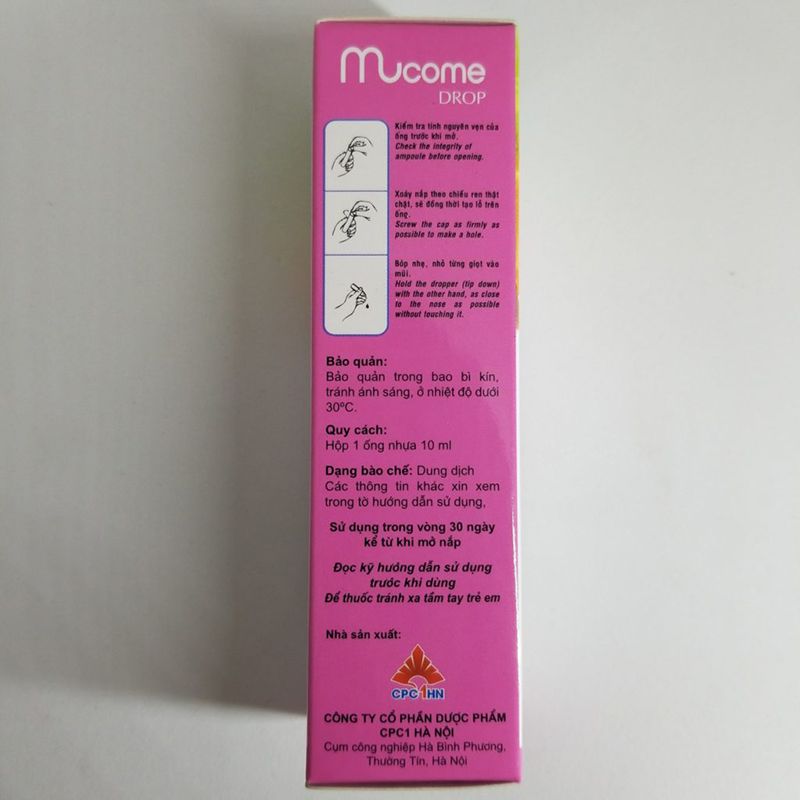 mucome
DROP
Kiểm tra tính nguyên vẹn của
ống trước khi mở.
Check the integrity of
ampoule before opening.
Xoáy nắp theo chiều ren thật
chặt, sẽ đồng thời tạo lỗ trên
ống.
Screw the cap as firmly as
possible to make a hole.
Bóp nhẹ, nhỏ từng giọt vào
mũi.
Hold the dropper (tip down)
with the other hand, as close
to the nose as possible
without touching it.
Bảo quản:
Bảo quản trong bao bì kín,
tránh ánh sáng, ở nhiệt độ dưới
30ºC.
Quy cách:
Hộp 1 ống nhựa 10 ml
Dạng bào chế: Dung dịch
Các thông tin khác xin xem
trong tờ hướng dẫn sử dụng,
Sử dụng trong vòng 30 ngày
kể từ khi mở nắp
Đọc kỹ hướng dẫn sử dụng
trước khi dùng
Để thuốc tránh xa tầm tay trẻ em
Nhà sản xuất:
CPC1HN
CÔNG TY CỔ PHẦN DƯỢC PHẨM
CPC1 HÀ NỘI
Cụm công nghiệp Hà Bình Phương,
Thường Tín, Hà Nội